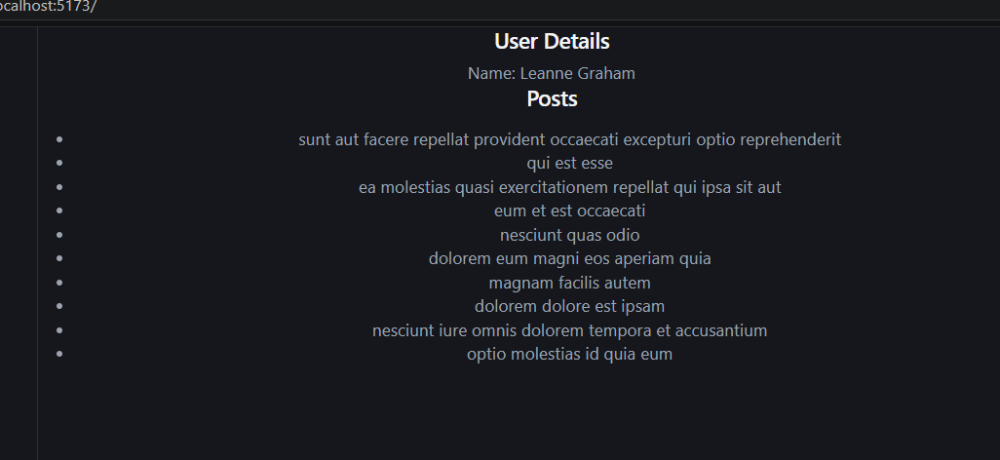 ocalhost:5173/
User Details
Name: Leanne Graham
Posts
sunt aut facere repellat provident occaecati excepturi optio reprehenderit
qui est esse
ea molestias quasi exercitationem repellat qui ipsa sit aut
eum et est occaecati
nesciunt quas odio
dolorem eum magni eos aperiam quia
magnam facilis autem
dolorem dolore est ipsam
nesciunt iure omnis dolorem tempora et accusantium
optio molestias id quia eum